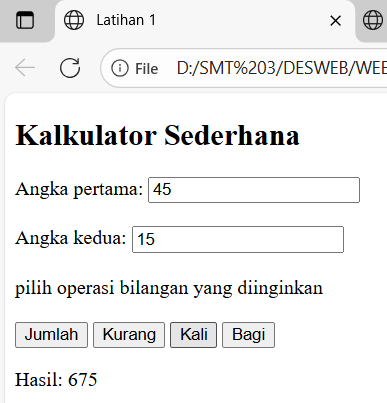 Latihan 1
File D:/SMT%203/DESWEB/WEE
Kalkulator Sederhana
Angka pertama: 45
Angka kedua: 15
pilih operasi bilangan yang diinginkan
Jumlah Kurang Kali Bagi
Hasil: 675